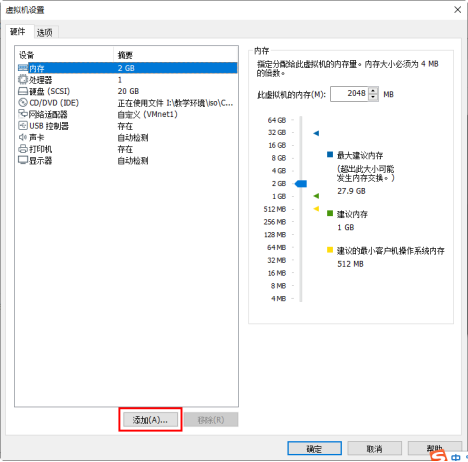 虚拟机设置
硬件 选项
设备 摘要
内存 2 GB
处理器 1
硬盘 (SCSI) 20 GB
CD/DVD (IDE) 正在使用文件 I:\教学环境\iso\C...
网络适配器 自定义 (VMnet1)
USB 控制器 存在
声卡 自动检测
打印机 存在
显示器 自动检测
添加(A)... 移除(R)
内存
指定分配给此虚拟机的内存量。内存大小必须为 4 MB
的倍数。
此虚拟机的内存(M): 2048 MB
64 GB
32 GB
16 GB
8 GB
4 GB
2 GB
1 GB
512 MB
256 MB
128 MB
64 MB
32 MB
16 MB
8 MB
4 MB
最大建议内存
(超出此大小可能
发生内存交换。)
27.9 GB
建议内存
1 GB
建议的最小客户机操作系统内存
512 MB
确定 取消 帮助
中